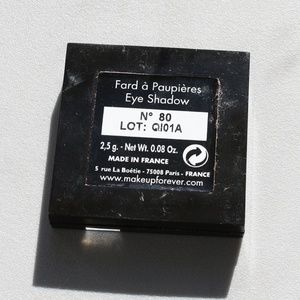 Fard à Paupières
Eye Shadow
N° 80
LOT: QI01A
2,5 g. - Net Wt. 0.08 Oz.
MADE IN FRANCE
5 rue La Boétie - 75008 Paris - FRANCE
www.makeupforever.com